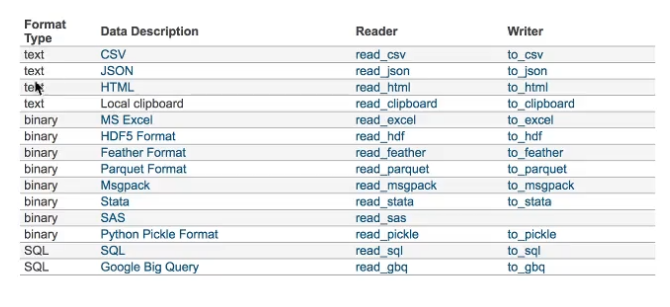 Format Type Data Description Reader Writer
text CSV read_csv to_csv
text JSON read_json to_json
text HTML read_html to_html
text Local clipboard read_clipboard to_clipboard
binary MS Excel read_excel to_excel
binary HDF5 Format read_hdf to_hdf
binary Feather Format read_feather to_feather
binary Parquet Format read_parquet to_parquet
binary Msgpack read_msgpack to_msgpack
binary Stata read_stata to_stata
binary SAS read_sas
binary Python Pickle Format read_pickle to_pickle
SQL SQL read_sql to_sql
SQL Google Big Query read_gbq to_gbq